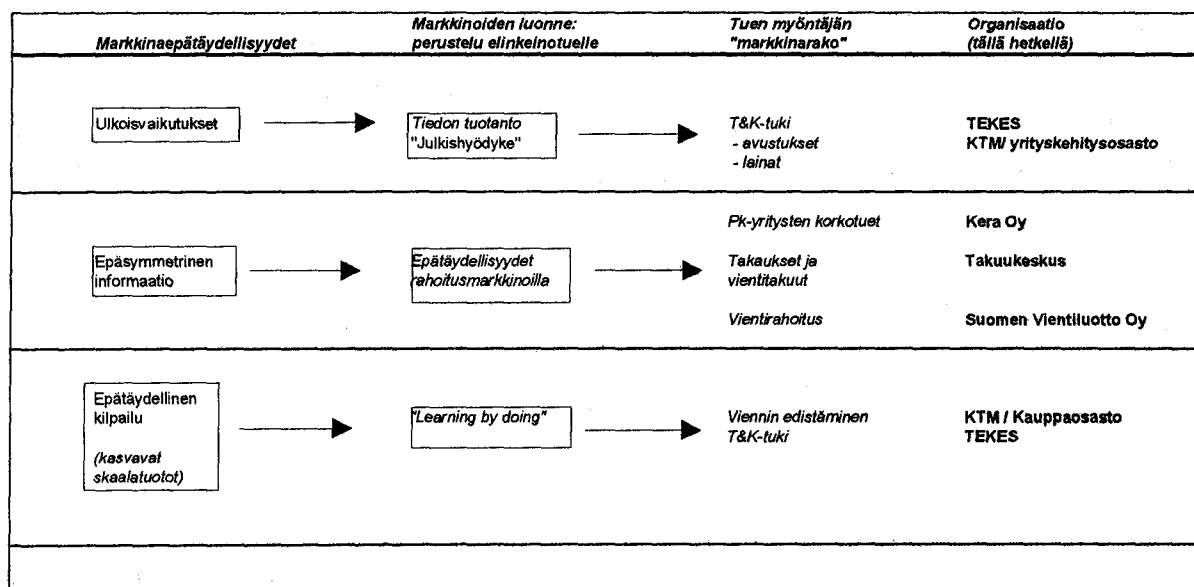 Markkinaepätäydellisyydet
Markkinoiden luonne:
perustelu elinkeinotuelle
Tuen myöntäjän
"markkinarako"
Organisaatio
(tällä hetkellä)
Ulkoisvaikutukset
Tiedon tuotanto
"Julkishyödyke"
T&K-tuki
- avustukset
- lainat
TEKES
KTM/ yrityskehitysosasto
Epäsymmetrinen
informaatio
Epätäydellisyydet
rahoitusmarkkinoilla
Pk-yritysten korkotuet
Kera Oy
Takaukset ja
vientitakuut
Takuukeskus
Vientirahoitus
Suomen Vientiluotto Oy
Epätäydellinen
kilpailu
(kasvavat
skaalatuotot)
"Learning by doing"
Viennin edistäminen
T&K-tuki
KTM / Kauppaosasto
TEKES